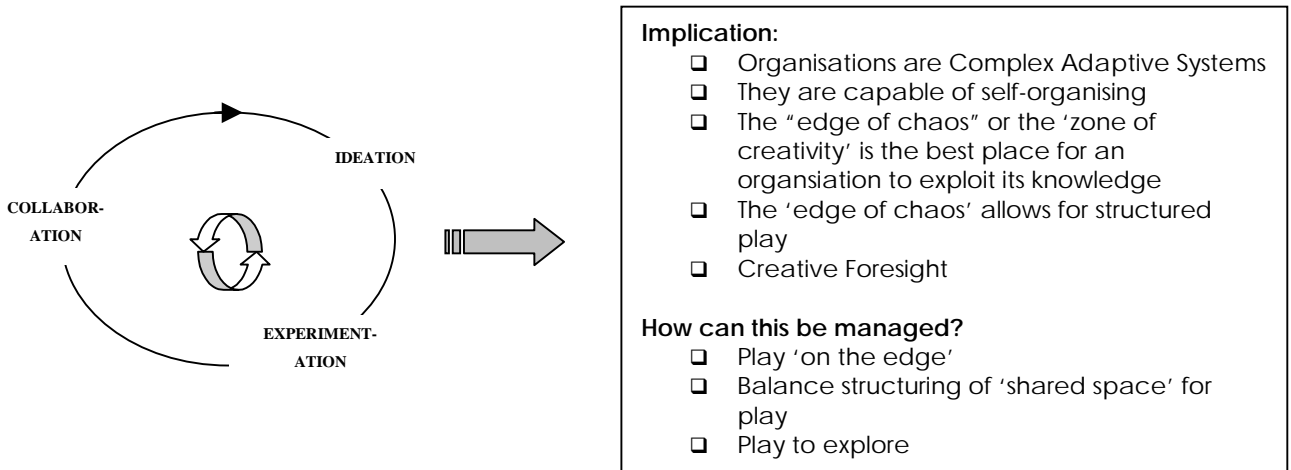 IDEATION
COLLABOR-
ATION
EXPERIMENT-
ATION
Implication:
❑ Organisations are Complex Adaptive Systems
❑ They are capable of self-organising
❑ The "edge of chaos" or the 'zone of
creativity' is the best place for an
organsiation to exploit its knowledge
❑ The 'edge of chaos' allows for structured
play
❑ Creative Foresight
How can this be managed?
❑ Play 'on the edge'
❑ Balance structuring of 'shared space' for
play
❑ Play to explore